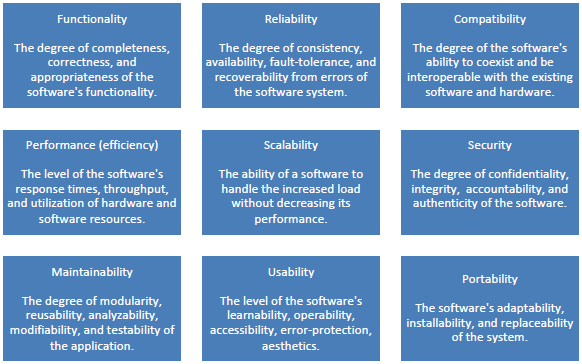 Functionality
The degree of completeness,
correctness, and
appropriateness of the
software's functionality.
Reliability
The degree of consistency,
availability, fault-tolerance, and
recoverability from errors of
the software system.
Compatibility
The degree of the software's
ability to coexist and be
interoperable with the existing
software and hardware.
Performance (efficiency)
The level of the software's
response times, throughput,
and utilization of hardware and
software resources.
Scalability
The ability of a software to
handle the increased load
without decreasing its
performance.
Security
The degree of confidentiality,
integrity, accountability, and
authenticity of the software.
Maintainability
The degree of modularity,
reusability, analyzability,
modifiability, and testability of
the application.
Usability
The level of the software's
learnability, operability,
accessibility, error-protection,
aesthetics.
Portability
The software's adaptability,
installability, and replaceability
of the system.